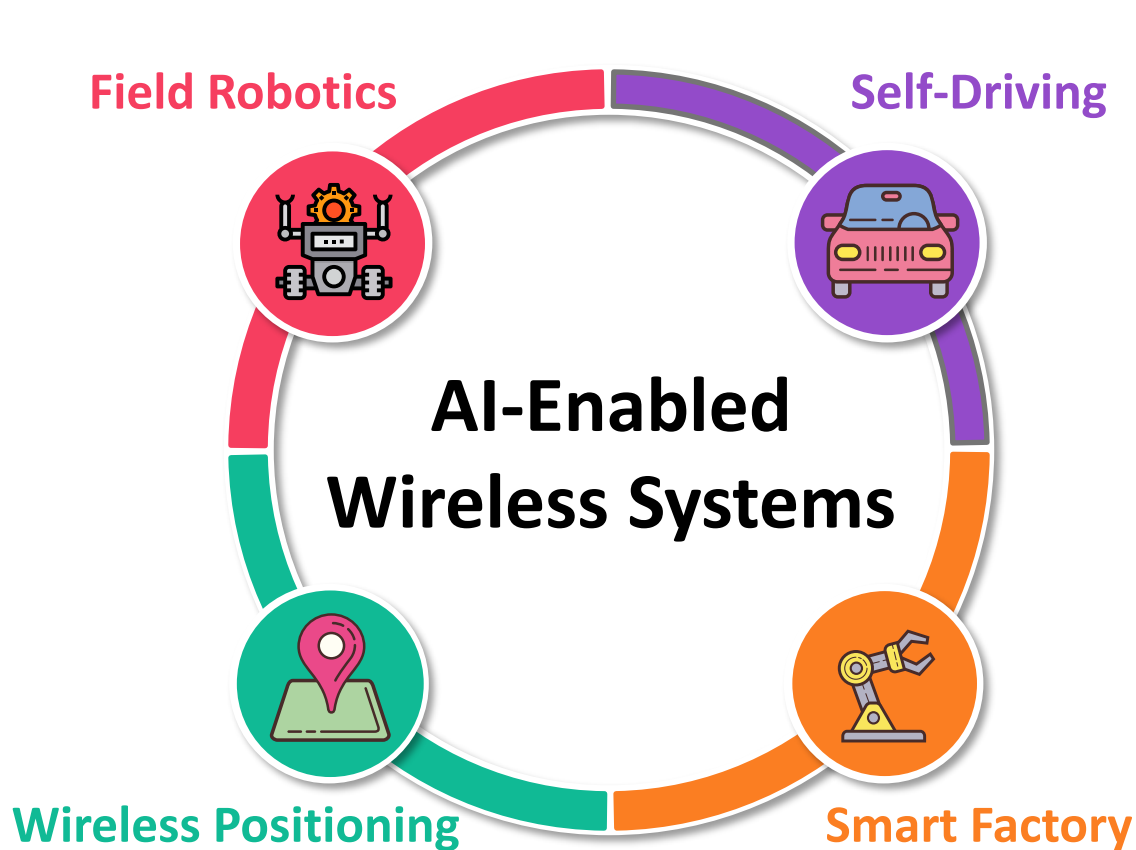 Field Robotics
Self-Driving
AI-Enabled
Wireless Systems
Wireless Positioning
Smart Factory